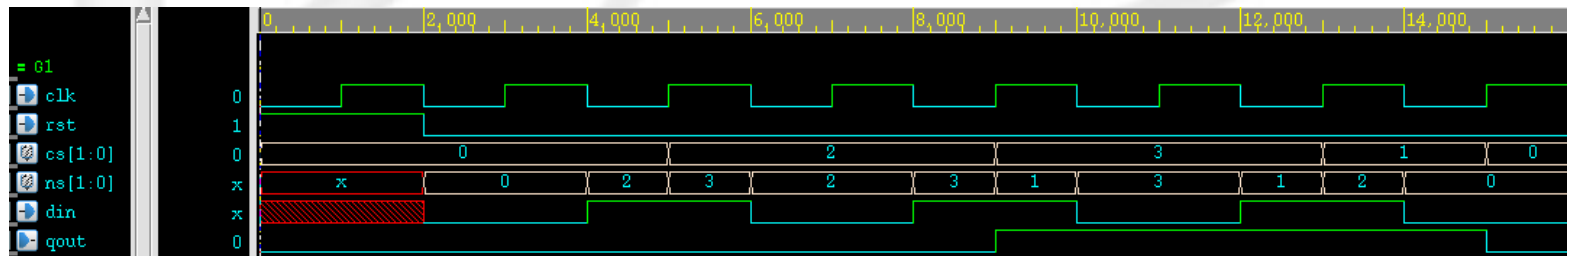 0 2,000 4,000 6,000 8,000 10,000 12,000 14,000
= G1
clk 0
rst 1
cs[1:0] 0 0 2 3 1 0
ns[1:0] x x 0 2 3 2 3 1 3 1 2 0
din x
qout 0